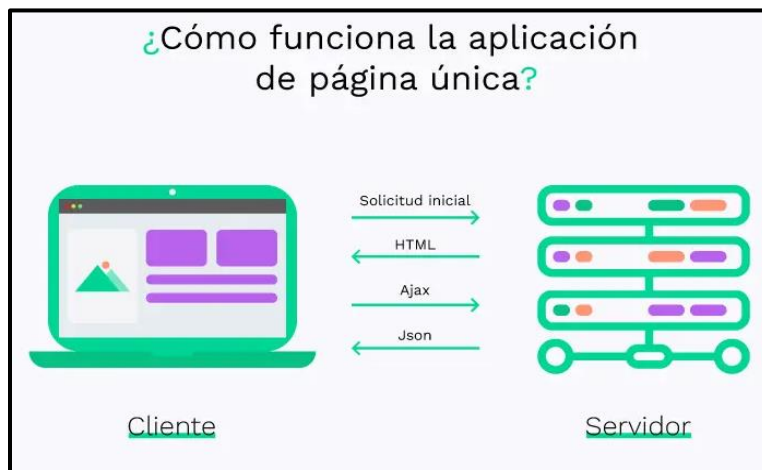 ¿Cómo funciona la aplicación
de página única?
Solicitud inicial
HTML
Ajax
Json
Cliente
Servidor